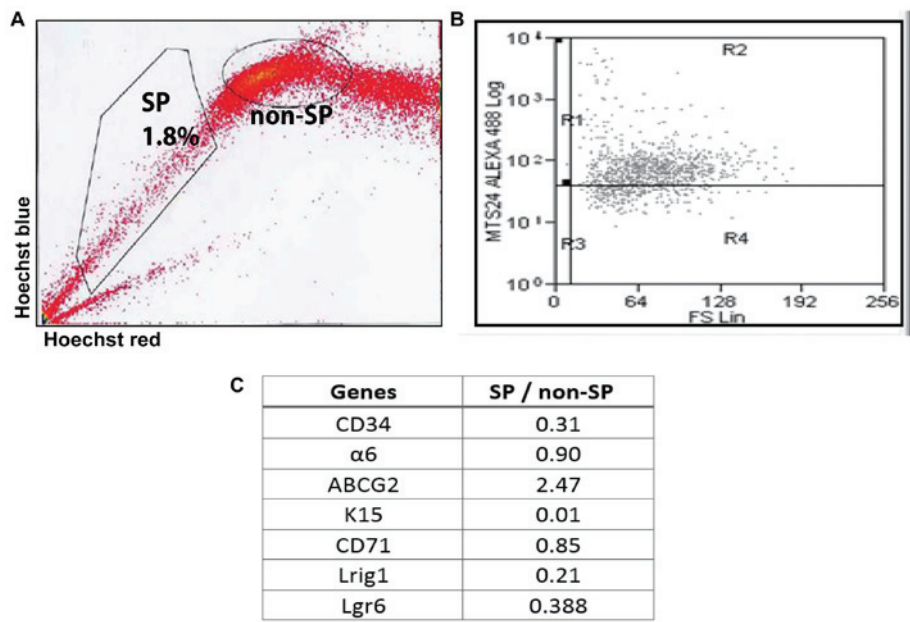 A
SP
1.8%
non-SP
Hoechst blue
Hoechst red
B
MTS24 ALEXA 488 Log
10⁴
10³
10²
10¹
10⁰
R1
R2
R3
R4
0 64 128 192 256
FS Lin
C
Genes SP / non-SP
CD34 0.31
α6 0.90
ABCG2 2.47
K15 0.01
CD71 0.85
Lrig1 0.21
Lgr6 0.388